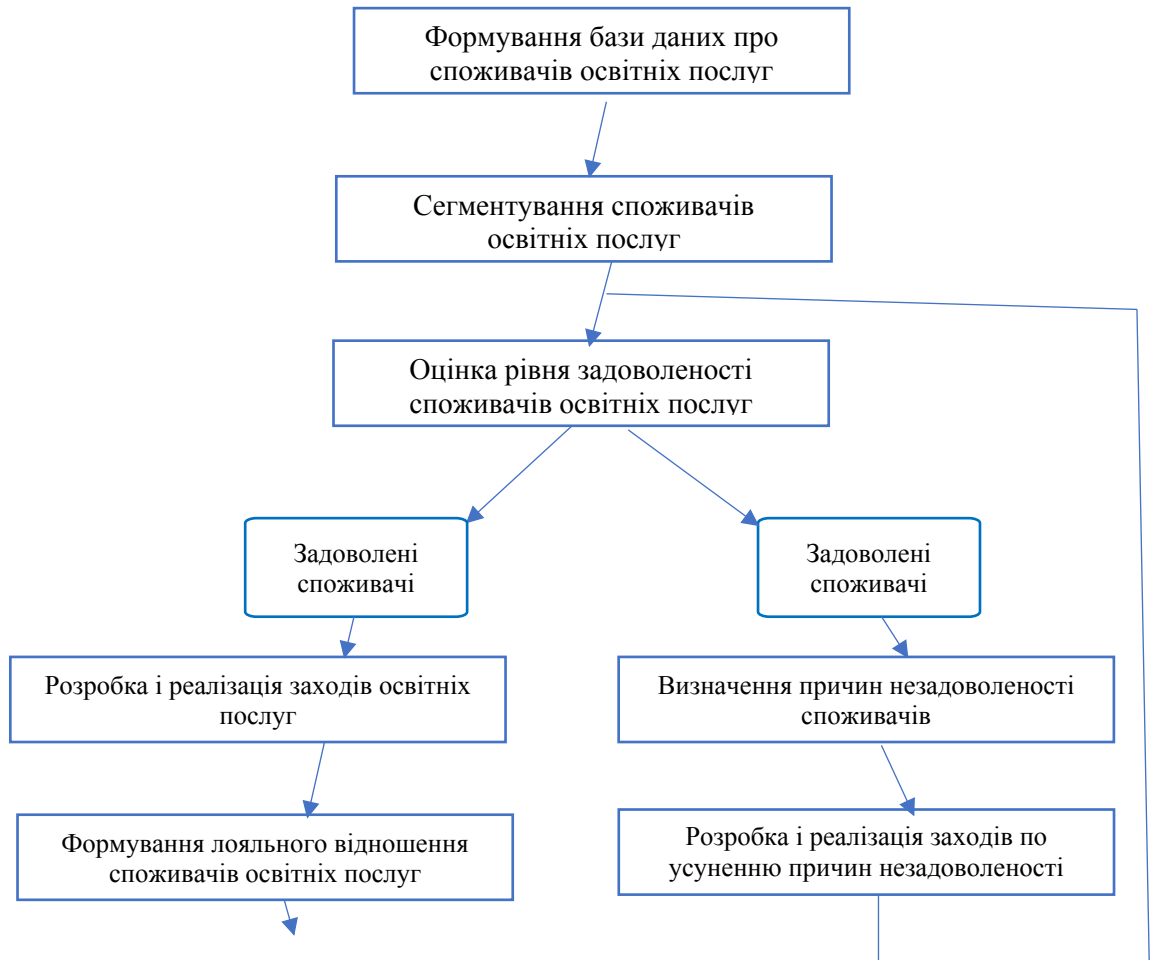 Формування бази даних про
споживачів освітніх послуг
Сегментування споживачів
освітніх послуг
Оцінка рівня задоволеності
споживачів освітніх послуг
Задоволені
споживачі
Задоволені
споживачі
Розробка і реалізація заходів освітніх
послуг
Визначення причин незадоволеності
споживачів
Формування лояльного відношення
споживачів освітніх послуг
Розробка і реалізація заходів по
усуненню причин незадоволеності